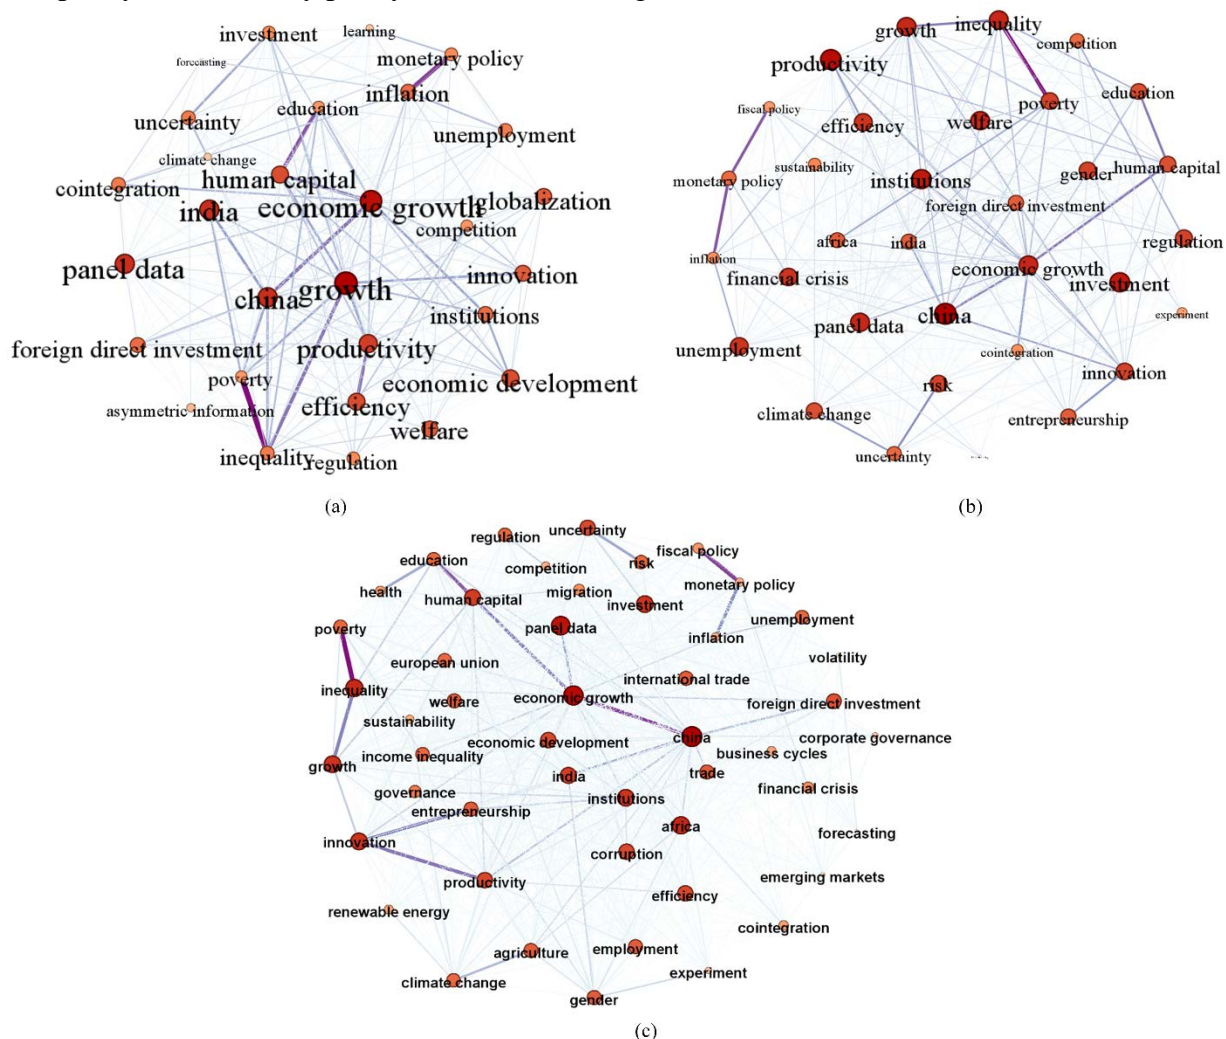 investment
learning
monetary policy
forecasting
inflation
education
uncertainty
unemployment
climate change
cointegration
human capital
india
economic growth
globalization
competition
panel data
innovation
china
growth
institutions
foreign direct investment
productivity
poverty
economic development
asymmetric information
efficiency
welfare
inequality
regulation
(a)
growth
inequality
competition
productivity
education
fiscal policy
poverty
efficiency
welfare
sustainability
human capital
monetary policy
institutions
gender
foreign direct investment
africa
india
regulation
inflation
financial crisis
economic growth
investment
panel data
china
experiment
unemployment
cointegration
innovation
risk
climate change
entrepreneurship
uncertainty
(b)
uncertainty
regulation
fiscal policy
education
competition
risk
monetary policy
health
human capital
migration
investment
poverty
panel data
unemployment
inflation
european union
volatility
inequality
international trade
economic growth
welfare
foreign direct investment
sustainability
economic development
china
corporate governance
growth
income inequality
business cycles
india
trade
governance
financial crisis
institutions
entrepreneurship
africa
forecasting
innovation
corruption
productivity
emerging markets
efficiency
renewable energy
cointegration
agriculture
employment
experiment
climate change
gender
(c)